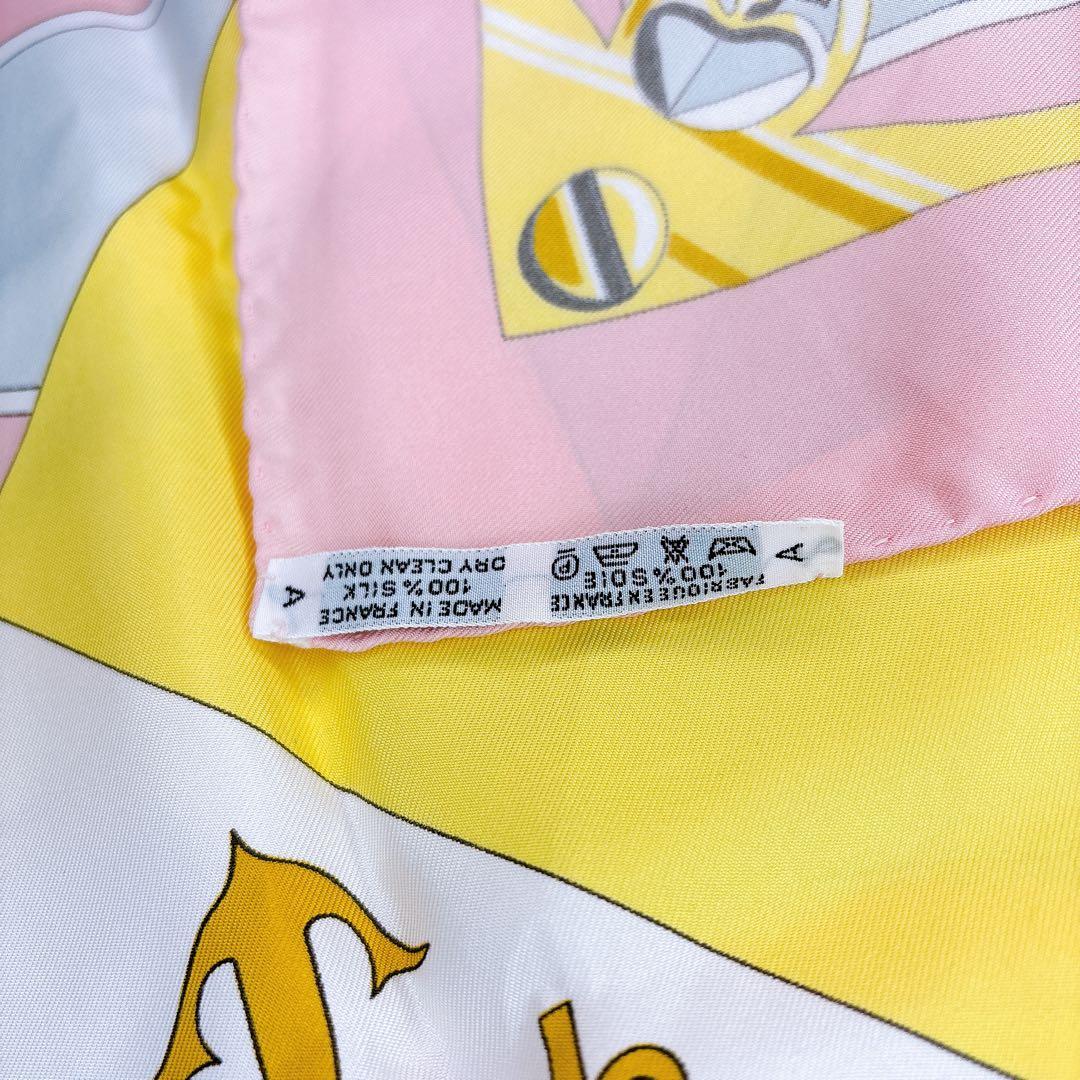 A
FABRIQUE EN FRANCE
100% SOIE
P
MADE IN FRANCE
100% SILK
DRY CLEAN ONLY
A